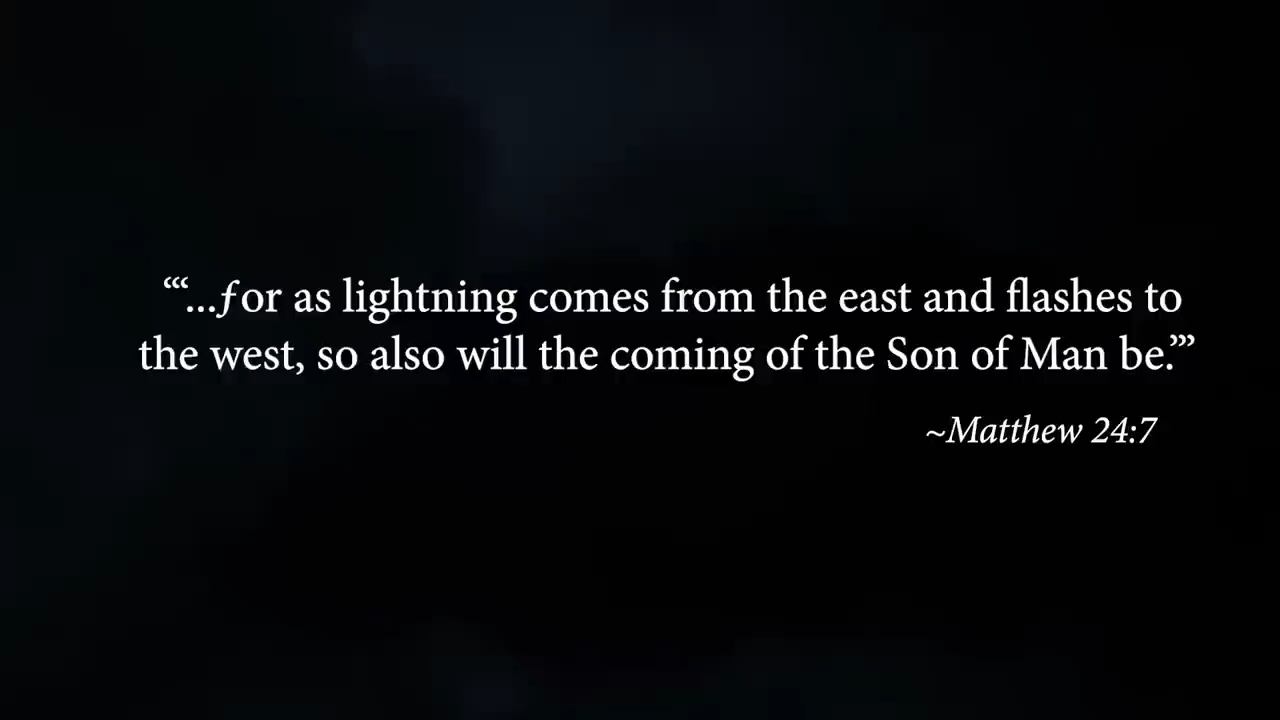 “‘...ƒor as lightning comes from the east and flashes to
the west, so also will the coming of the Son of Man be.’”
~Matthew 24:7